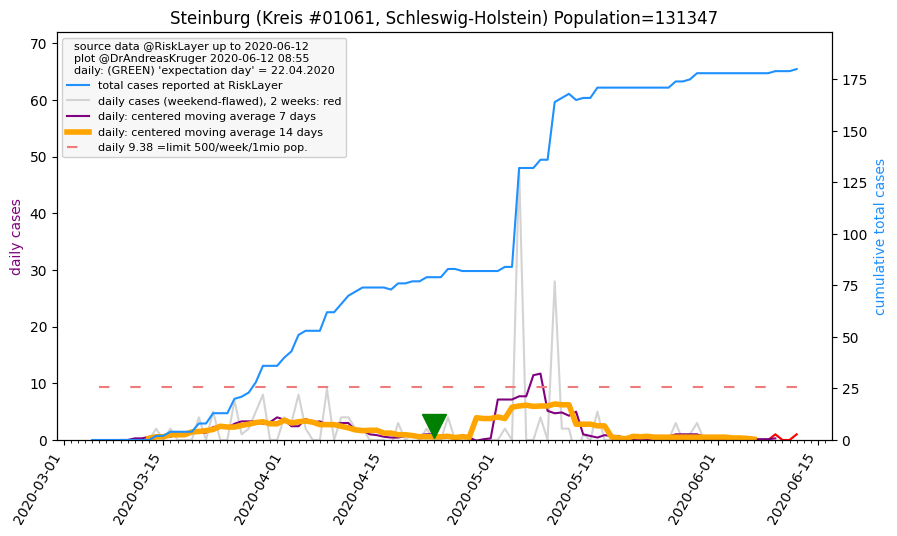 Steinburg (Kreis #01061, Schleswig-Holstein) Population=131347
source data @RiskLayer up to 2020-06-12
plot @DrAndreasKruger 2020-06-12 08:55
daily: (GREEN) 'expectation day' = 22.04.2020
total cases reported at RiskLayer
daily cases (weekend-flawed), 2 weeks: red
daily: centered moving average 7 days
daily: centered moving average 14 days
daily 9.38 =limit 500/week/1mio pop.
daily cases
70
60
50
40
30
20
10
0
cumulative total cases
175
150
125
100
75
50
25
0
2020-03-01
2020-03-15
2020-04-01
2020-04-15
2020-05-01
2020-05-15
2020-06-01
2020-06-15